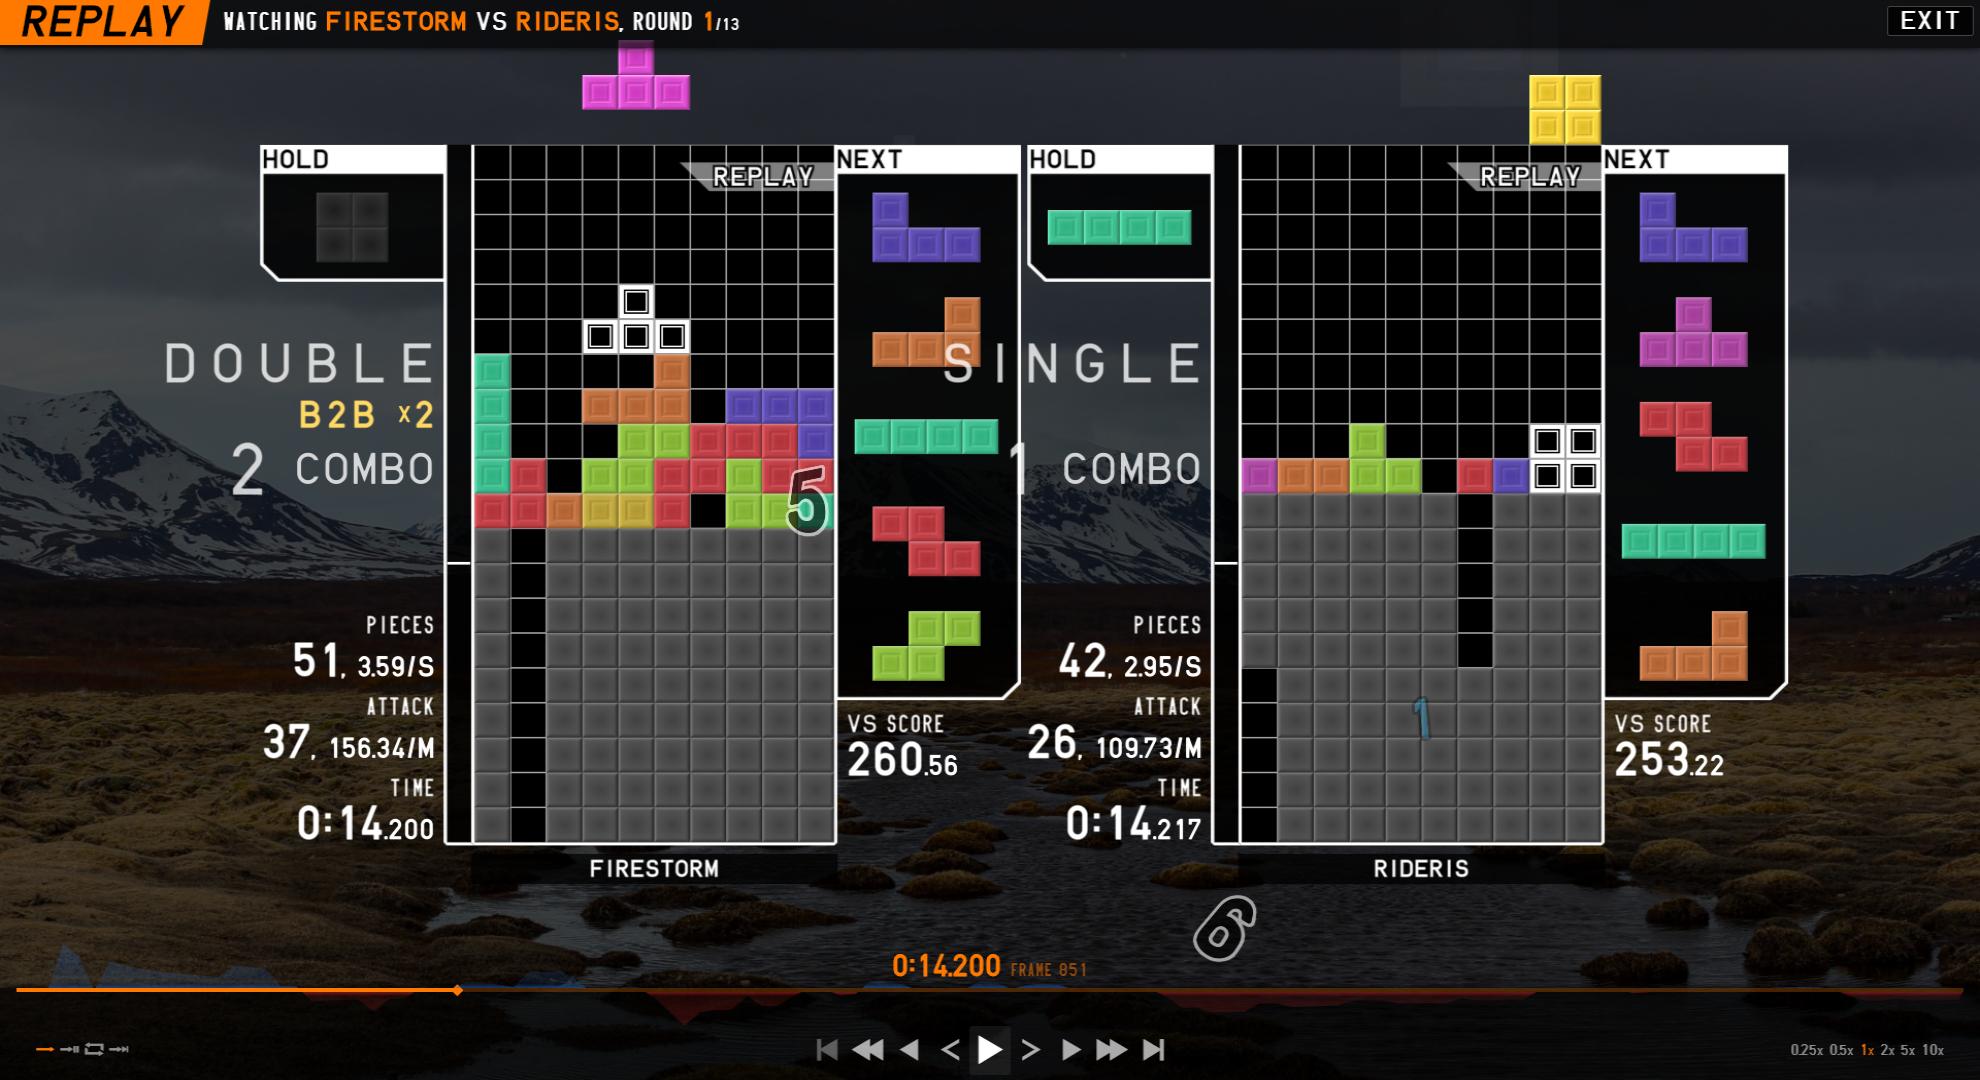 REPLAY
WATCHING FIRESTORM VS RIDERIS, ROUND 1/13
EXIT
HOLD
REPLAY
NEXT
DOUBLE
B2B x2
2 COMBO
5
PIECES
51, 3.59/S
ATTACK
37, 156.34/M
TIME
0:14.200
VS SCORE
260.56
FIRESTORM
HOLD
REPLAY
NEXT
SINGLE
1 COMBO
PIECES
42, 2.95/S
ATTACK
26, 109.73/M
TIME
0:14.217
1
VS SCORE
253.22
RIDERIS
6
0:14.200 FRAME 851
0.25x 0.5x 1x 2x 5x 10x